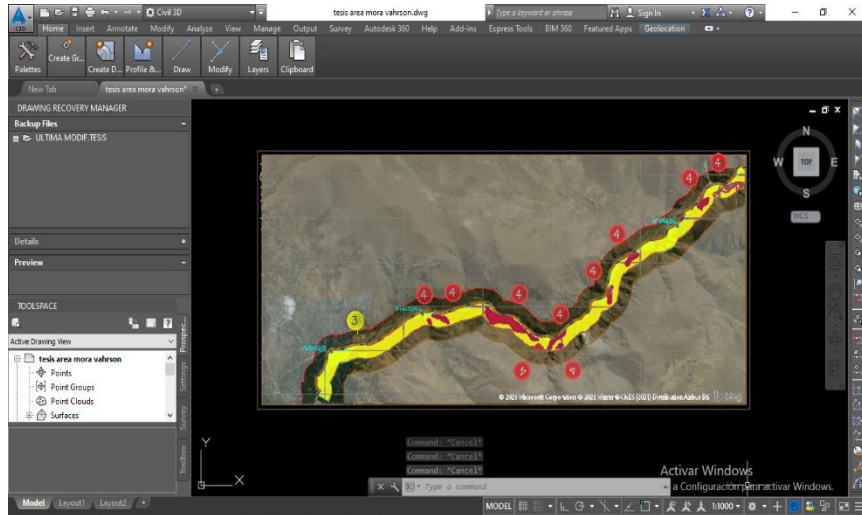 Civil 3D
tesis area mora vahrson.dwg
Type a keyword or phrase
Sign In
Home Insert Annotate Modify Analyze View Manage Output Survey Autodesk 360 Help Add-ins Express Tools BIM 360 Featured Apps Geolocation
Palettes
Create Gr...
Create D...
Profile &...
Draw
Modify
Layers
Clipboard
New Tab
tesis area mora vahrson*
DRAWING RECOVERY MANAGER
Backup Files
ULTIMA MODIF.TESIS
Details
Preview
TOOLSPACE
Active Drawing View
tesis area mora vahrson
Points
Point Groups
Point Clouds
Surfaces
Prospec...
Settings
Survey
Toolbox
N
W
TOP
E
S
WCS
4
4
4
4
4
4
4
4
3
4
4
© 2021 Microsoft Corporation © 2021 Maxar © CNES (2021) Distribution Airbus DS
Y
X
Command: *Cancel*
Command: *Cancel*
Command: *Cancel*
Type a command
Activar Windows
a Configuración para activar Windows.
Model
Layout1
Layout2
MODEL
1:1000